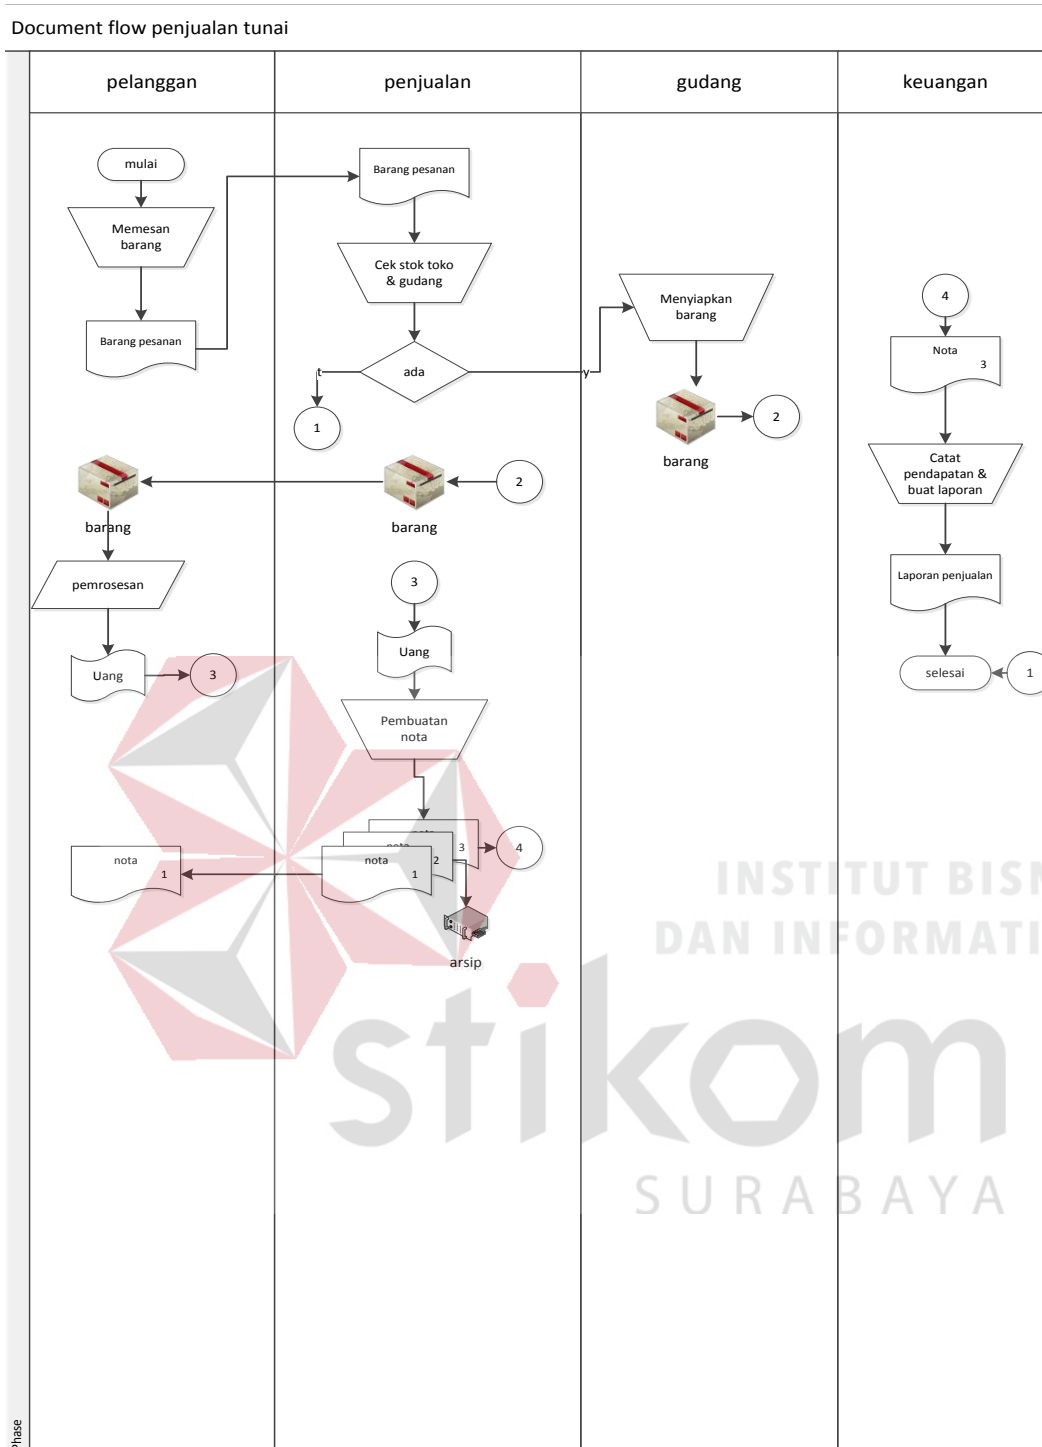 Document flow penjualan tunai
pelanggan
penjualan
gudang
keuangan
mulai
Memesan
barang
Barang pesanan
Barang pesanan
Cek stok toko
& gudang
ada
t
y
1
Menyiapkan
barang
barang
2
4
Nota
3
Catat
pendapatan &
buat laporan
Laporan penjualan
selesai
1
barang
barang
2
pemrosesan
Uang
3
3
Uang
Pembuatan
nota
nota
3
nota
2
nota
1
4
nota
1
arsip
INSTITUT BISN
DAN INFORMATI
stikom
SURABAYA
Phase